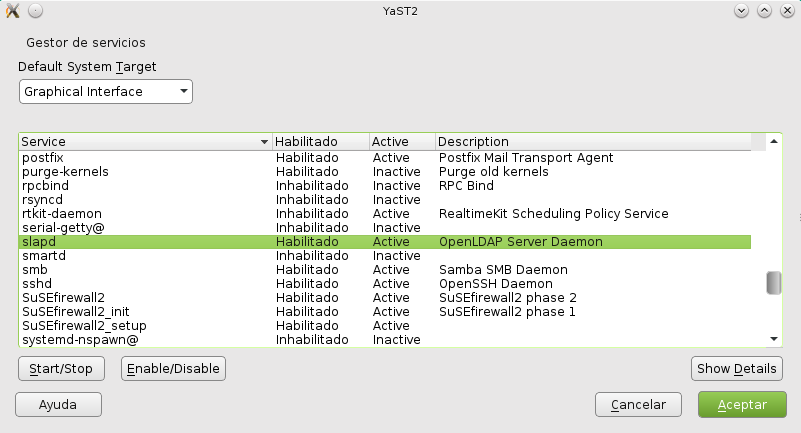 YaST2
Gestor de servicios
Default System Target
Graphical Interface
Service Habilitado Active Description
postfix Habilitado Active Postfix Mail Transport Agent
purge-kernels Habilitado Inactive Purge old kernels
rpcbind Inhabilitado Inactive RPC Bind
rsyncd Inhabilitado Inactive
rtkit-daemon Inhabilitado Active RealtimeKit Scheduling Policy Service
serial-getty@ Inhabilitado Inactive
slapd Habilitado Active OpenLDAP Server Daemon
smartd Inhabilitado Inactive
smb Habilitado Active Samba SMB Daemon
sshd Habilitado Active OpenSSH Daemon
SuSEfirewall2 Habilitado Active SuSEfirewall2 phase 2
SuSEfirewall2_init Habilitado Active SuSEfirewall2 phase 1
SuSEfirewall2_setup Habilitado Active
systemd-nspawn@ Inhabilitado Inactive
Start/Stop Enable/Disable Show Details
Ayuda Cancelar Aceptar